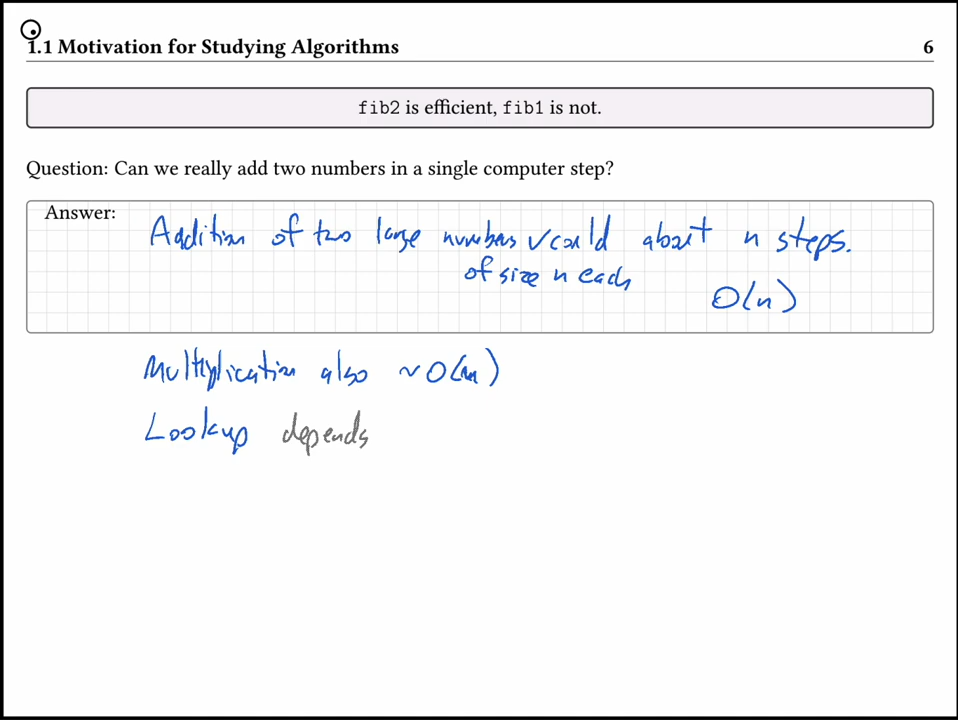 1.1 Motivation for Studying Algorithms 6
fib2 is efficient, fib1 is not.
Question: Can we really add two numbers in a single computer step?
Answer:
Addition of two large numbers √ could about n steps.
of size n each
O(n)
Multiplication also ~ O(n)
Lookup depends